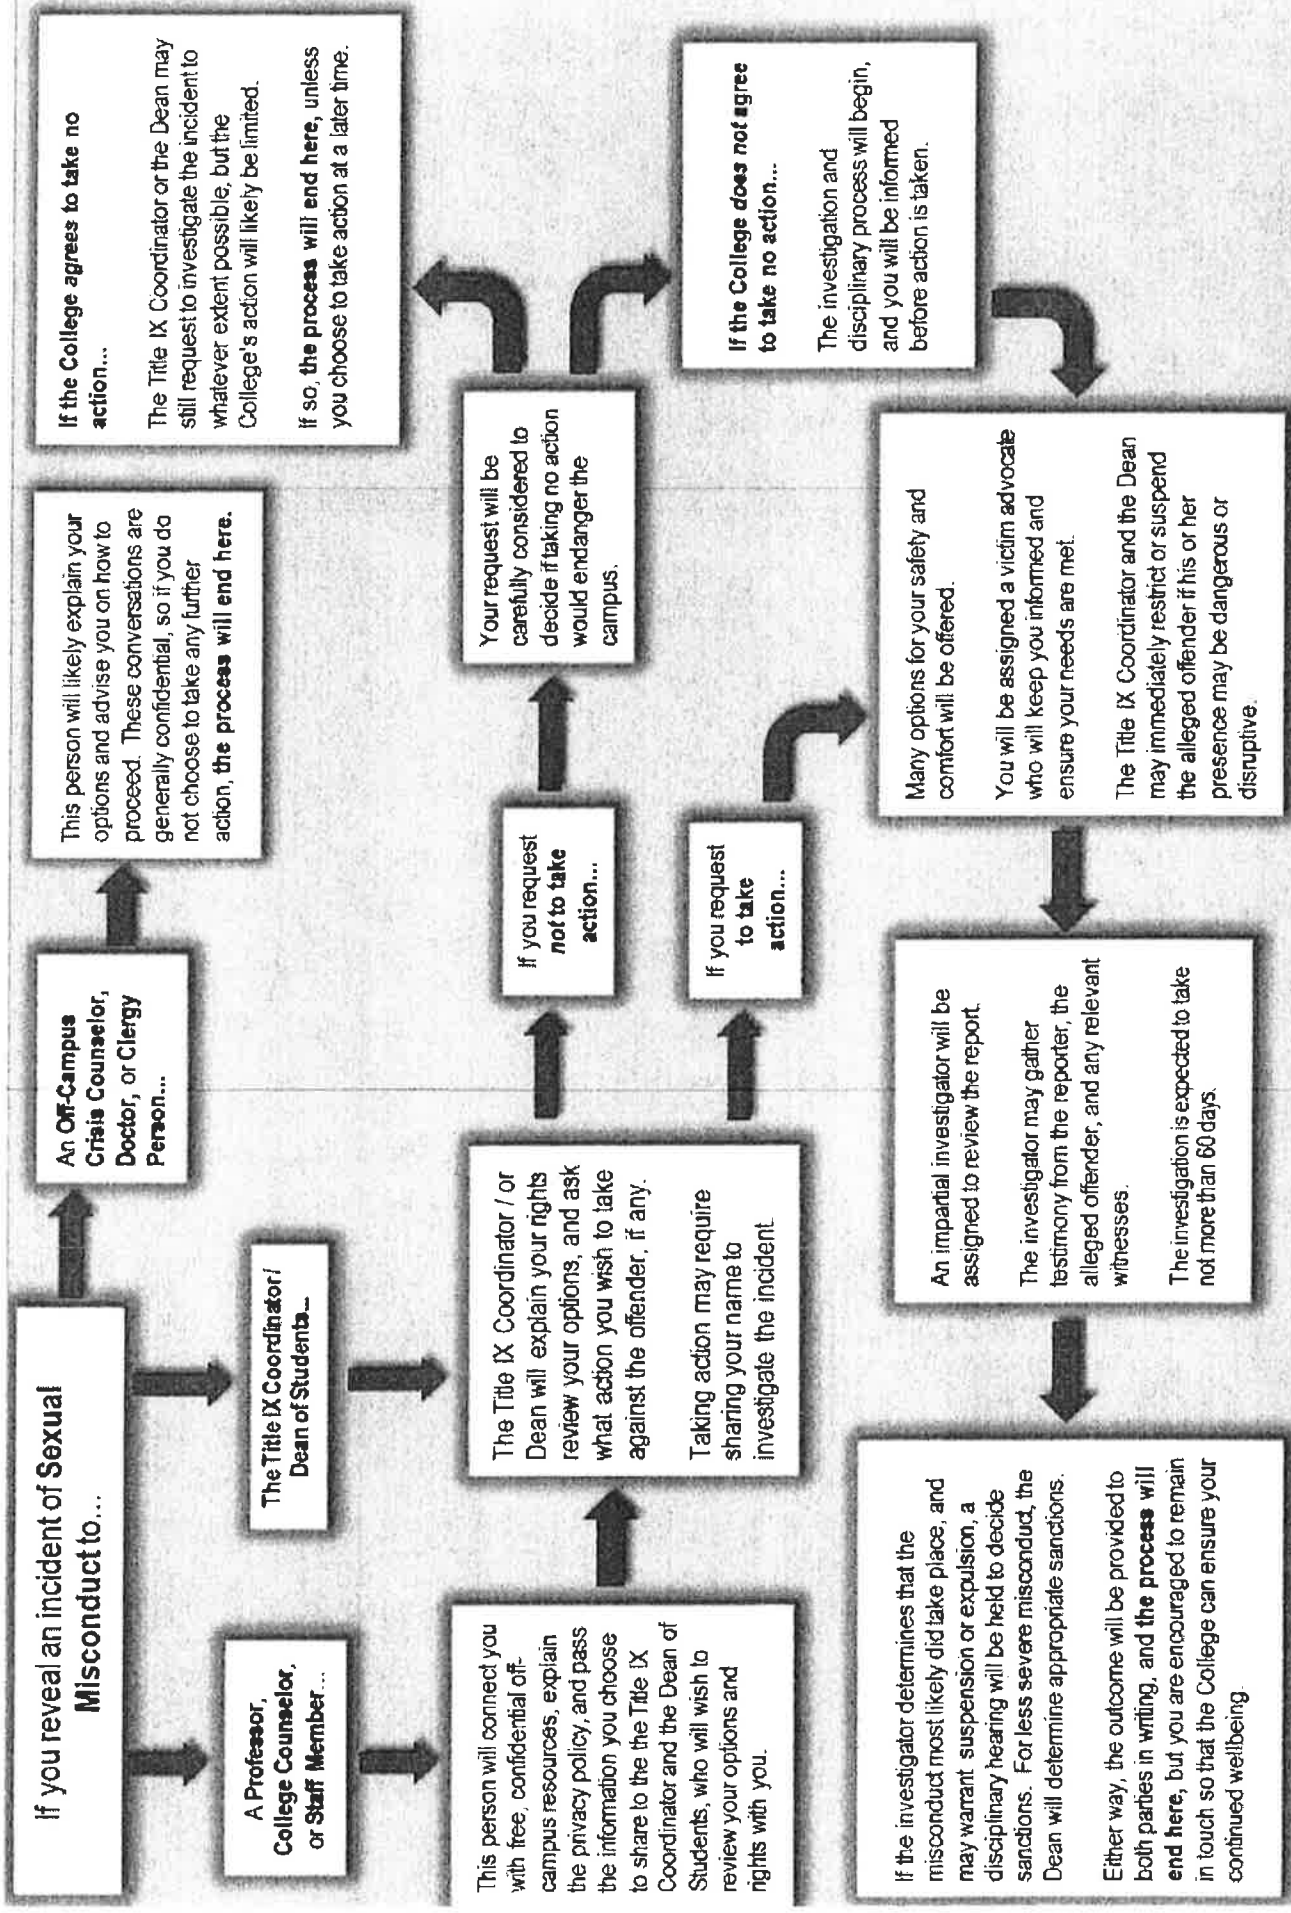 If you reveal an incident of Sexual
Misconduct to...
An Off-Campus
Crisis Counselor,
Doctor, or Clergy
Person...
This person will likely explain your
options and advise you on how to
proceed. These conversations are
generally confidential, so if you do
not choose to take any further
action, the process will end here.
The Title IX Coordinator /
Dean of Students...
A Professor,
College Counselor,
or Staff Member...
This person will connect you
with free, confidential off-
campus resources, explain
the privacy policy, and pass
the information you choose
to share to the the Title IX
Coordinator and the Dean of
Students, who will wish to
review your options and
rights with you.
The Title IX Coordinator / or
Dean will explain your rights
review your options, and ask
what action you wish to take
against the offender, if any.
Taking action may require
sharing your name to
investigate the incident.
If you request
not to take
action...
Your request will be
carefully considered to
decide if taking no action
would endanger the
campus.
If the College agrees to take no
action...
The Title IX Coordinator or the Dean may
still request to investigate the incident to
whatever extent possible, but the
College's action will likely be limited.
If so, the process will end here, unless
you choose to take action at a later time.
If the College does not agree
to take no action...
The investigation and
disciplinary process will begin,
and you will be informed
before action is taken.
If you request
to take
action...
Many options for your safety and
comfort will be offered.
You will be assigned a victim advocate
who will keep you informed and
ensure your needs are met.
The Title IX Coordinator and the Dean
may immediately restrict or suspend
the alleged offender if his or her
presence may be dangerous or
disruptive.
An impartial investigator will be
assigned to review the report.
The investigator may gather
testimony from the reporter, the
alleged offender, and any relevant
witnesses.
The investigation is expected to take
not more than 60 days.
If the investigator determines that the
misconduct most likely did take place, and
may warrant suspension or expulsion, a
disciplinary hearing will be held to decide
sanctions. For less severe misconduct, the
Dean will determine appropriate sanctions.
Either way, the outcome will be provided to
both parties in writing, and the process will
end here, but you are encouraged to remain
in touch so that the College can ensure your
continued wellbeing.